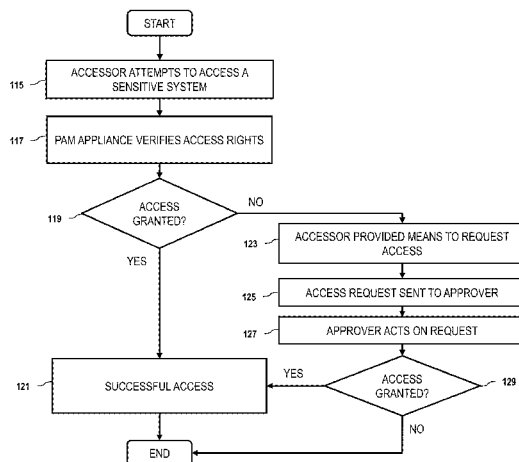 START
115
ACCESSOR ATTEMPTS TO ACCESS A
SENSITIVE SYSTEM
117
PAM APPLIANCE VERIFIES ACCESS RIGHTS
119
ACCESS
GRANTED?
NO
YES
123
ACCESSOR PROVIDED MEANS TO REQUEST
ACCESS
125
ACCESS REQUEST SENT TO APPROVER
127
APPROVER ACTS ON REQUEST
121
SUCCESSFUL ACCESS
YES
ACCESS
GRANTED?
129
NO
END